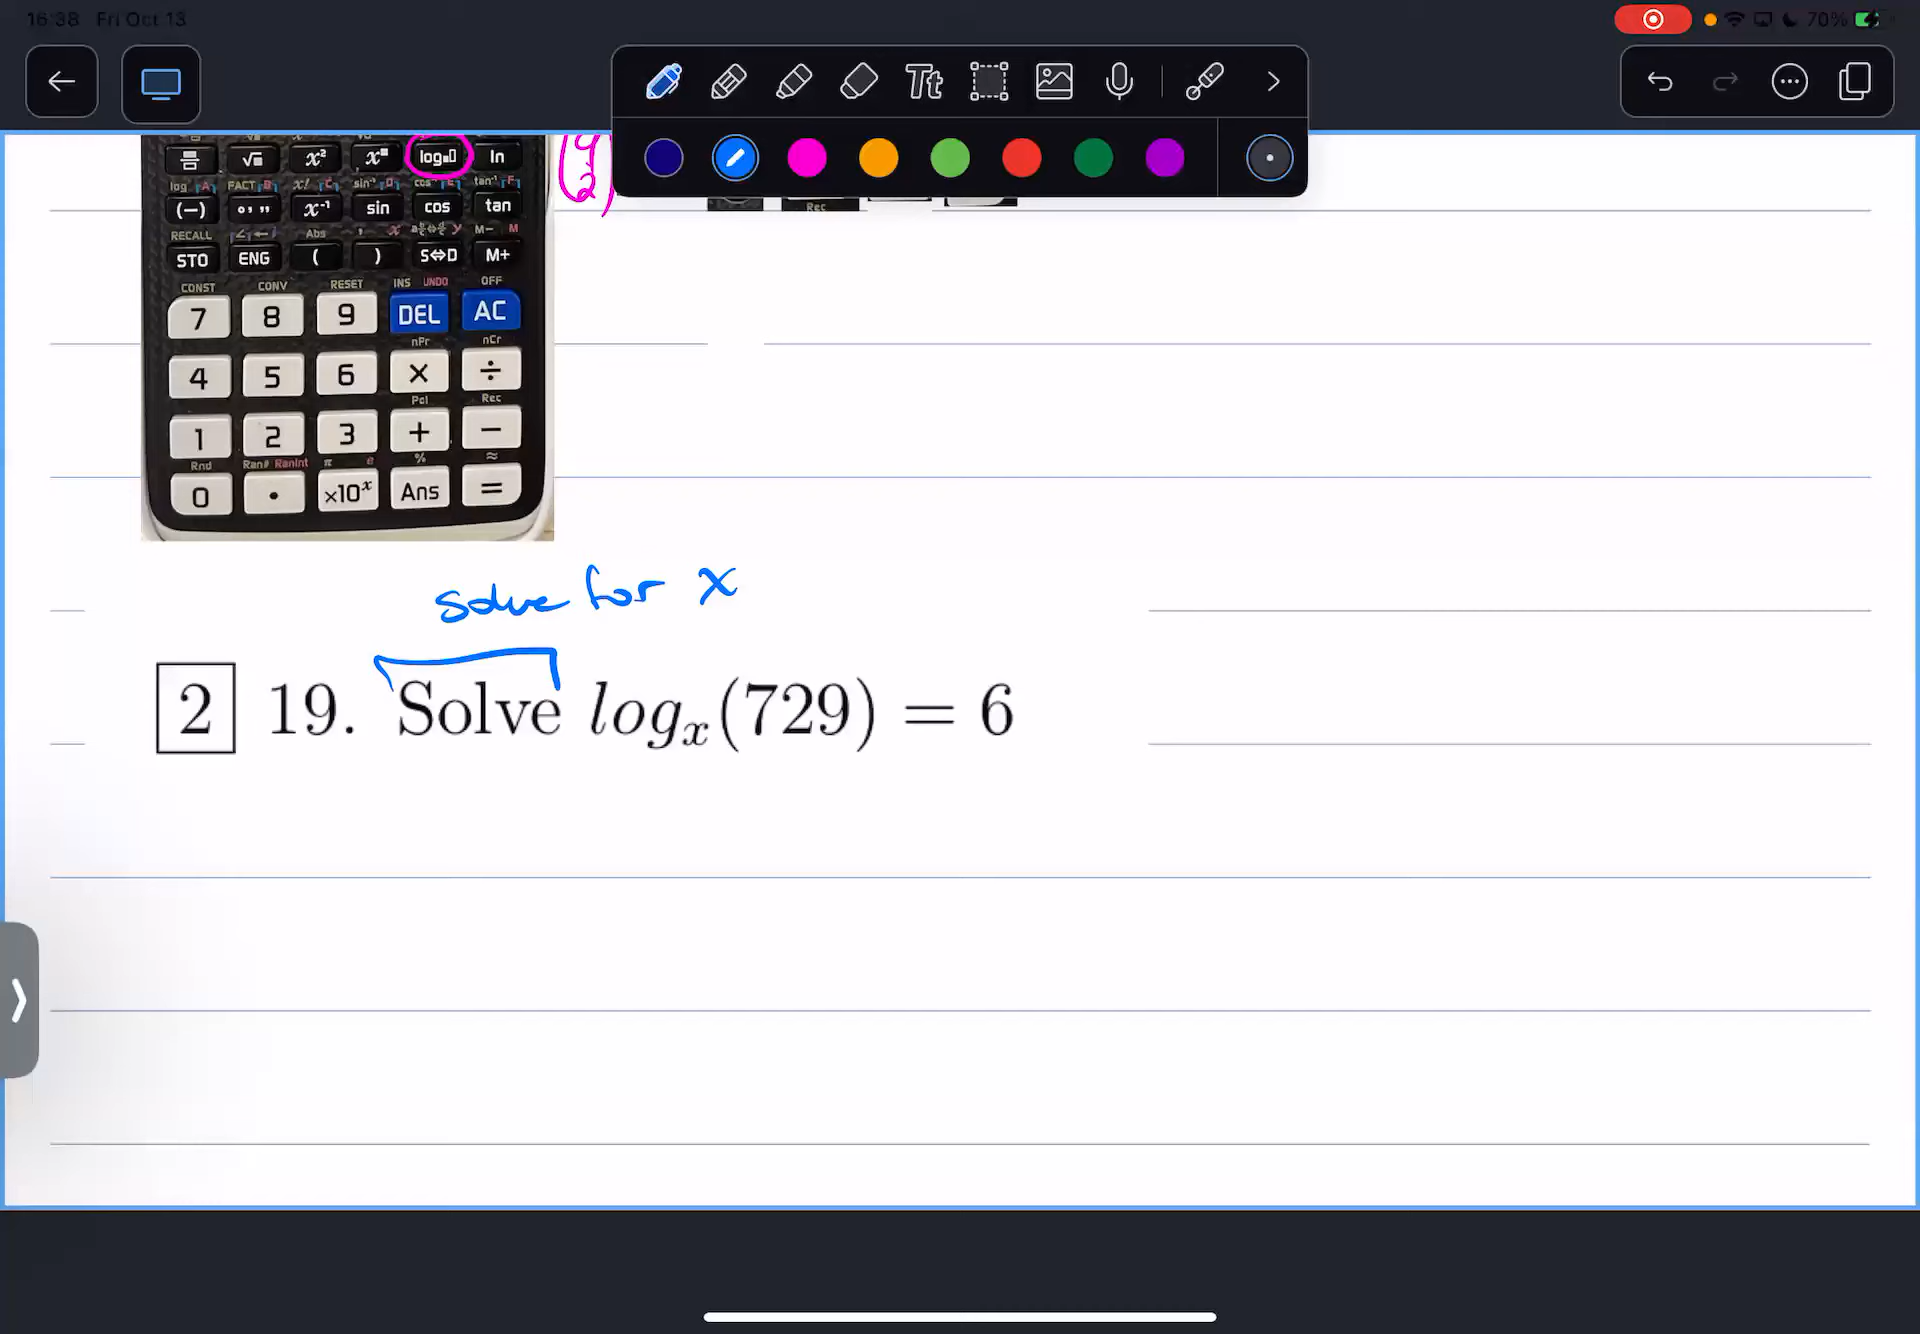 16:38 Fri Oct 13
70%
Tt
√ x² log ln
log A FACT B x! C sin⁻¹ D cos⁻¹ E tan⁻¹ F
(−) x⁻¹ sin cos tan
RECALL Abs , x y M− M
STO ENG ( ) S⇔D M+
Rec
CONST CONV RESET INS UNDO OFF
7 8 9 DEL AC
nPr nCr
4 5 6 × ÷
Pol Rec
1 2 3 + −
Rnd Ran# RanInt π e % ≈
0 • ×10ˣ Ans =
solve for x
2 19. Solve logₓ(729) = 6